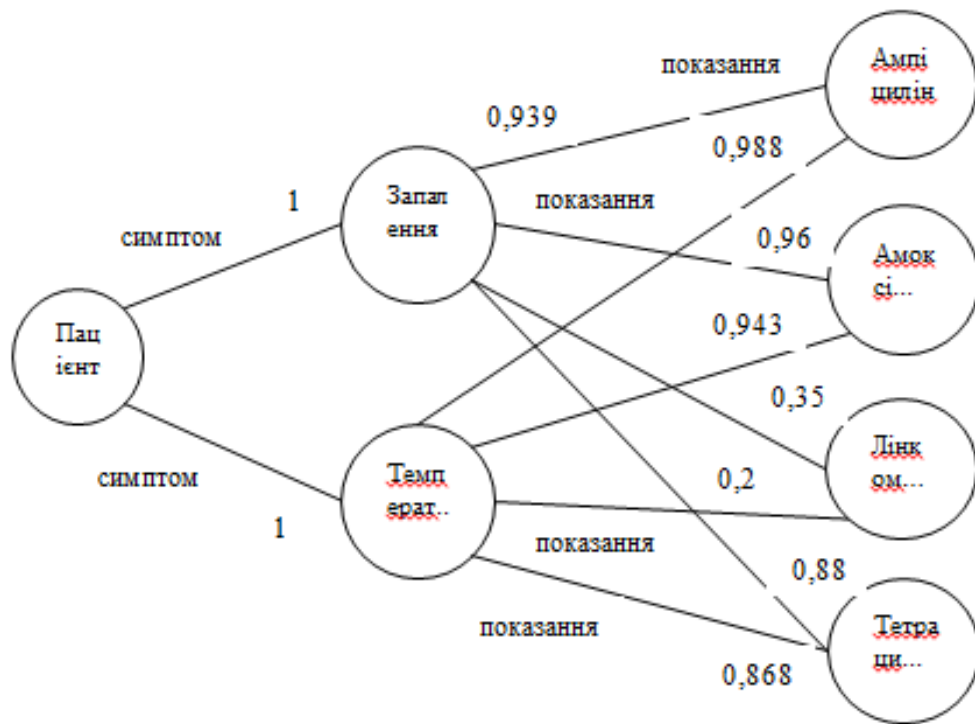 Ампі
цилін
показання
0,939
0,988
Запал
ення
1
показання
симптом
0,96
Амок
сі...
0,943
Пац
ієнт
0,35
Лінк
ом...
симптом
Темп
ерат..
0,2
1
показання
0,88
показання
Тетра
ци...
0,868